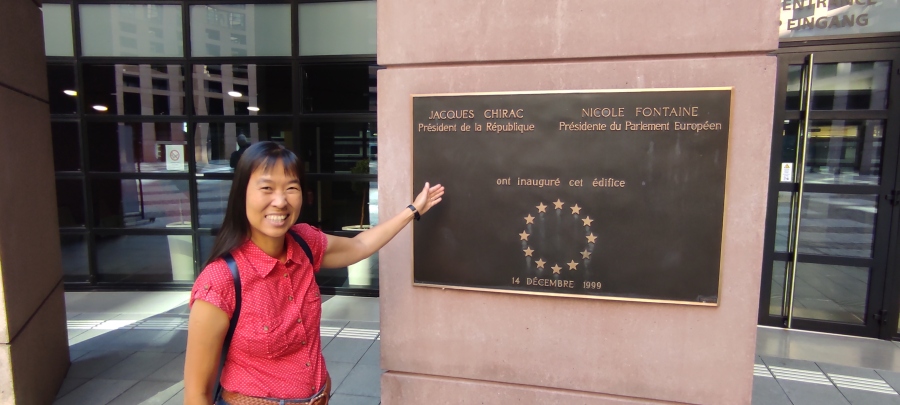 ENTRANCE
EINGANG
JACQUES CHIRAC
Président de la République
NICOLE FONTAINE
Présidente du Parlement Européen
ont inauguré cet édifice
14 DÉCEMBRE 1999